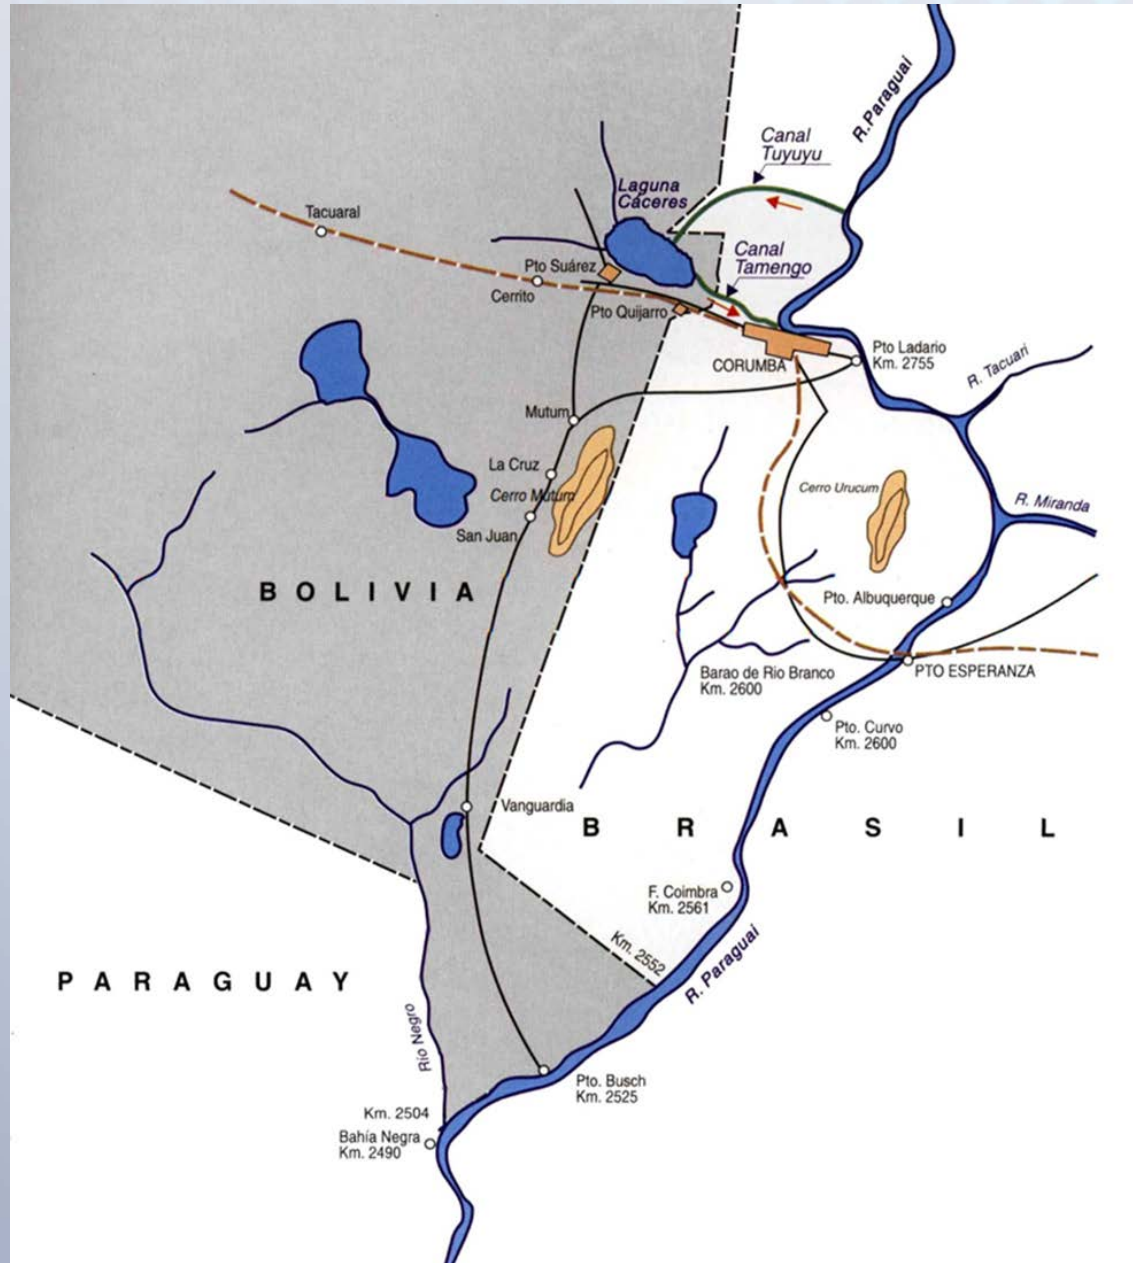 R.Paraguai
Canal
Tuyuyu
Laguna
Cáceres
Tacuaral
Canal
Tamengo
Pto Suárez
Cerrito
Pto Quijarro
Pto Ladario
Km. 2755
CORUMBA
R. Tacuari
Mutum
La Cruz
Cerro Mutum
Cerro Urucum
R. Miranda
San Juan
BOLIVIA
Pto. Albuquerque
Barao de Rio Branco
Km. 2600
PTO ESPERANZA
Pto. Curvo
Km. 2600
Vanguardia
BRASIL
F. Coimbra
Km. 2561
Km. 2552
R. Paraguai
PARAGUAY
Rio Negro
Pto. Busch
Km. 2525
Km. 2504
Bahía Negra
Km. 2490